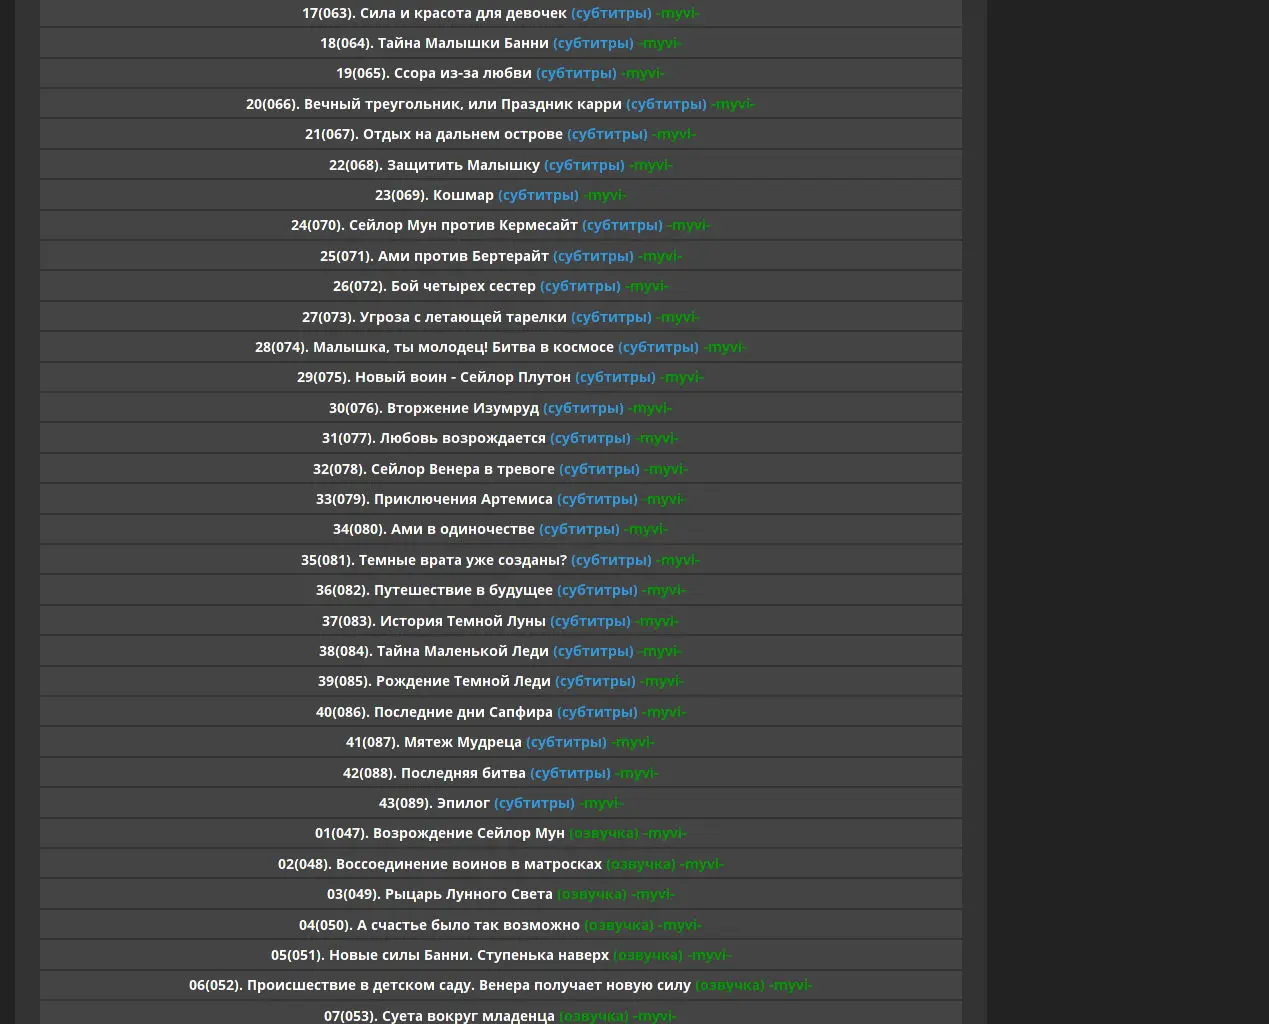 17(063). Сила и красота для девочек (субтитры) -myvi-
18(064). Тайна Малышки Банни (субтитры) -myvi-
19(065). Ссора из-за любви (субтитры) -myvi-
20(066). Вечный треугольник, или Праздник карри (субтитры) -myvi-
21(067). Отдых на дальнем острове (субтитры) -myvi-
22(068). Защитить Малышку (субтитры) -myvi-
23(069). Кошмар (субтитры) -myvi-
24(070). Сейлор Мун против Кермесайт (субтитры) -myvi-
25(071). Ами против Бертерайт (субтитры) -myvi-
26(072). Бой четырех сестер (субтитры) -myvi-
27(073). Угроза с летающей тарелки (субтитры) -myvi-
28(074). Малышка, ты молодец! Битва в космосе (субтитры) -myvi-
29(075). Новый воин - Сейлор Плутон (субтитры) -myvi-
30(076). Вторжение Изумруд (субтитры) -myvi-
31(077). Любовь возрождается (субтитры) -myvi-
32(078). Сейлор Венера в тревоге (субтитры) -myvi-
33(079). Приключения Артемиса (субтитры) -myvi-
34(080). Ами в одиночестве (субтитры) -myvi-
35(081). Темные врата уже созданы? (субтитры) -myvi-
36(082). Путешествие в будущее (субтитры) -myvi-
37(083). История Темной Луны (субтитры) -myvi-
38(084). Тайна Маленькой Леди (субтитры) -myvi-
39(085). Рождение Темной Леди (субтитры) -myvi-
40(086). Последние дни Сапфира (субтитры) -myvi-
41(087). Мятеж Мудреца (субтитры) -myvi-
42(088). Последняя битва (субтитры) -myvi-
43(089). Эпилог (субтитры) -myvi-
01(047). Возрождение Сейлор Мун (озвучка) -myvi-
02(048). Воссоединение воинов в матросках (озвучка) -myvi-
03(049). Рыцарь Лунного Света (озвучка) -myvi-
04(050). А счастье было так возможно (озвучка) -myvi-
05(051). Новые силы Банни. Ступенька наверх (озвучка) -myvi-
06(052). Происшествие в детском саду. Венера получает новую силу (озвучка) -myvi-
07(053). Суета вокруг младенца (озвучка) -myvi-